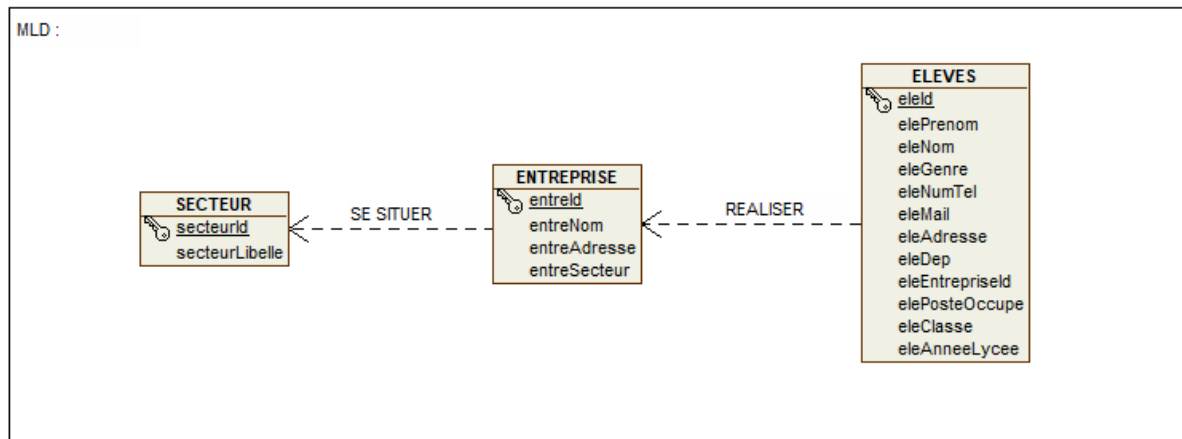 MLD :
SECTEUR
secteurId
secteurLibelle
SE SITUER
ENTREPRISE
entreId
entreNom
entreAdresse
entreSecteur
REALISER
ELEVES
eleId
elePrenom
eleNom
eleGenre
eleNumTel
eleMail
eleAdresse
eleDep
eleEntrepriseId
elePosteOccupe
eleClasse
eleAnneeLycee